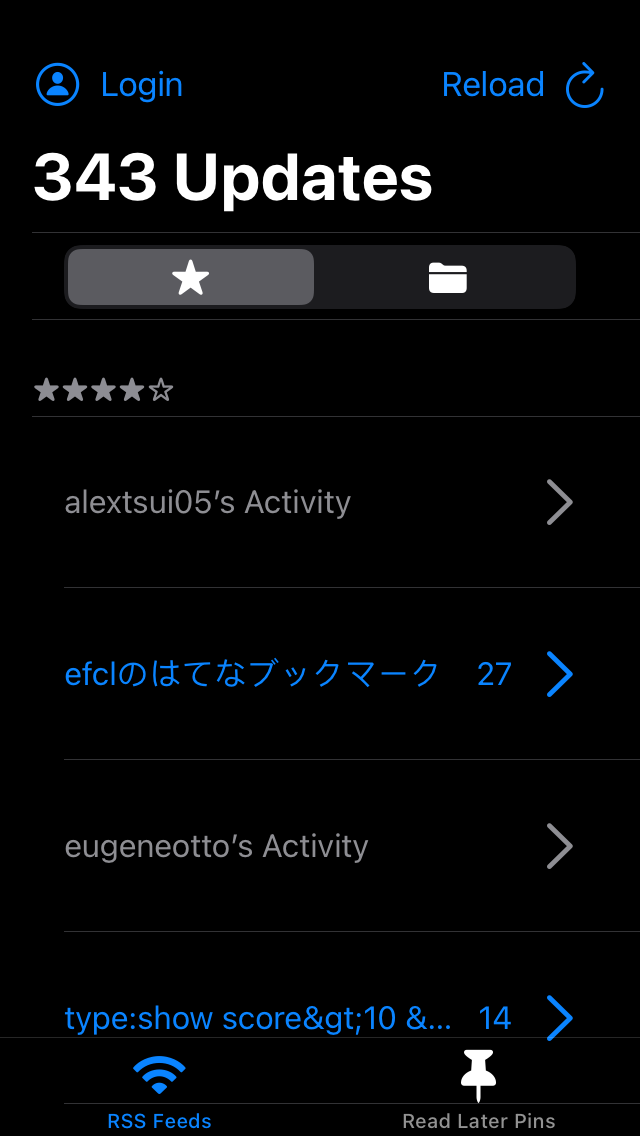 Login
Reload
343 Updates
★★★★☆
alextsui05’s Activity
efclのはてなブックマーク 27
eugeneotto’s Activity
type:show score&gt;10 &... 14
RSS Feeds
Read Later Pins